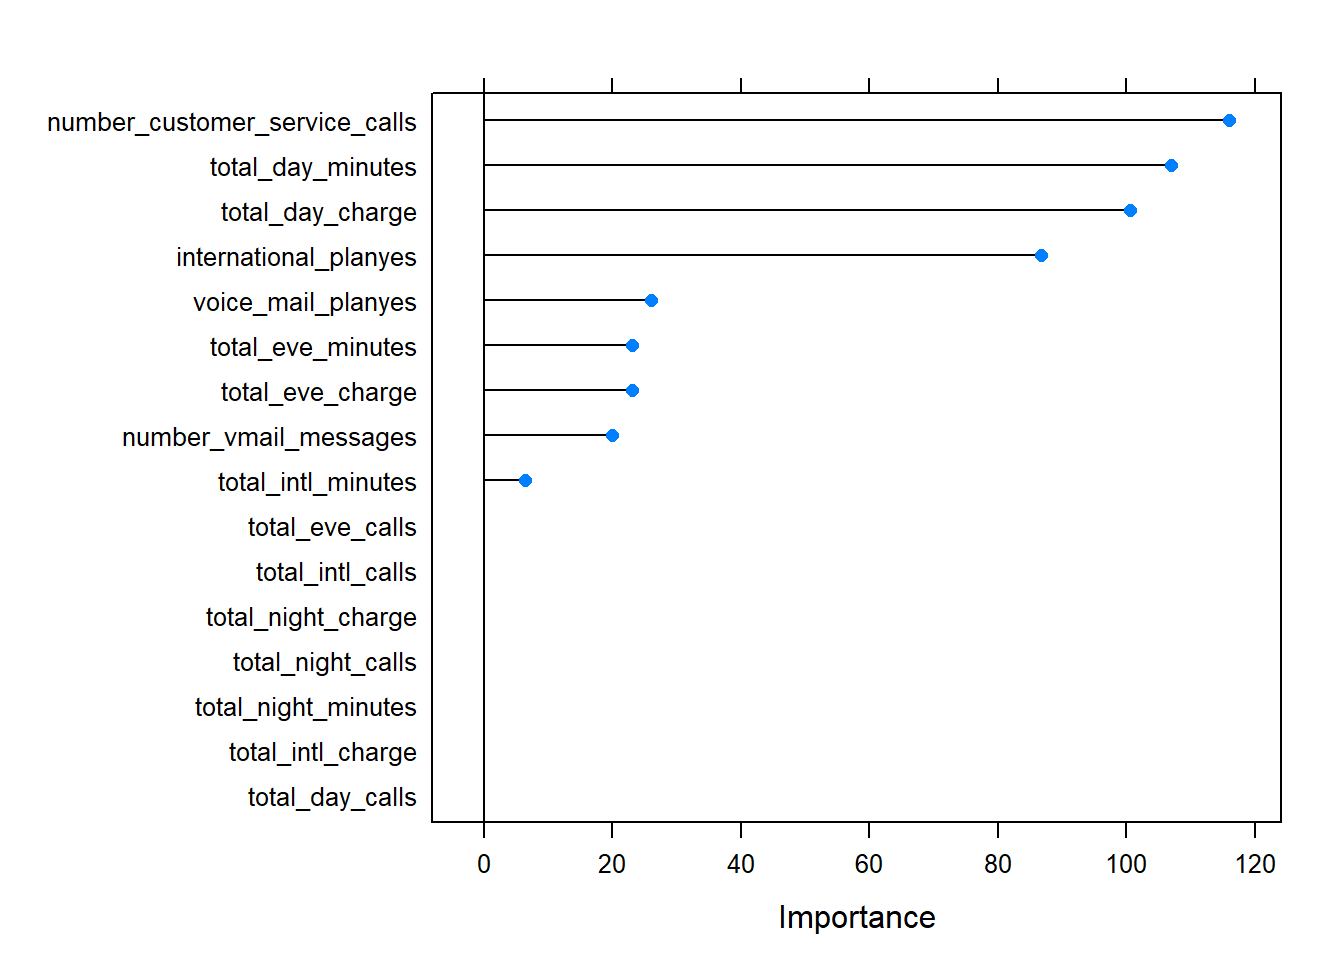 number_customer_service_calls
total_day_minutes
total_day_charge
international_planyes
voice_mail_planyes
total_eve_minutes
total_eve_charge
number_vmail_messages
total_intl_minutes
total_eve_calls
total_intl_calls
total_night_charge
total_night_calls
total_night_minutes
total_intl_charge
total_day_calls
0 20 40 60 80 100 120
Importance